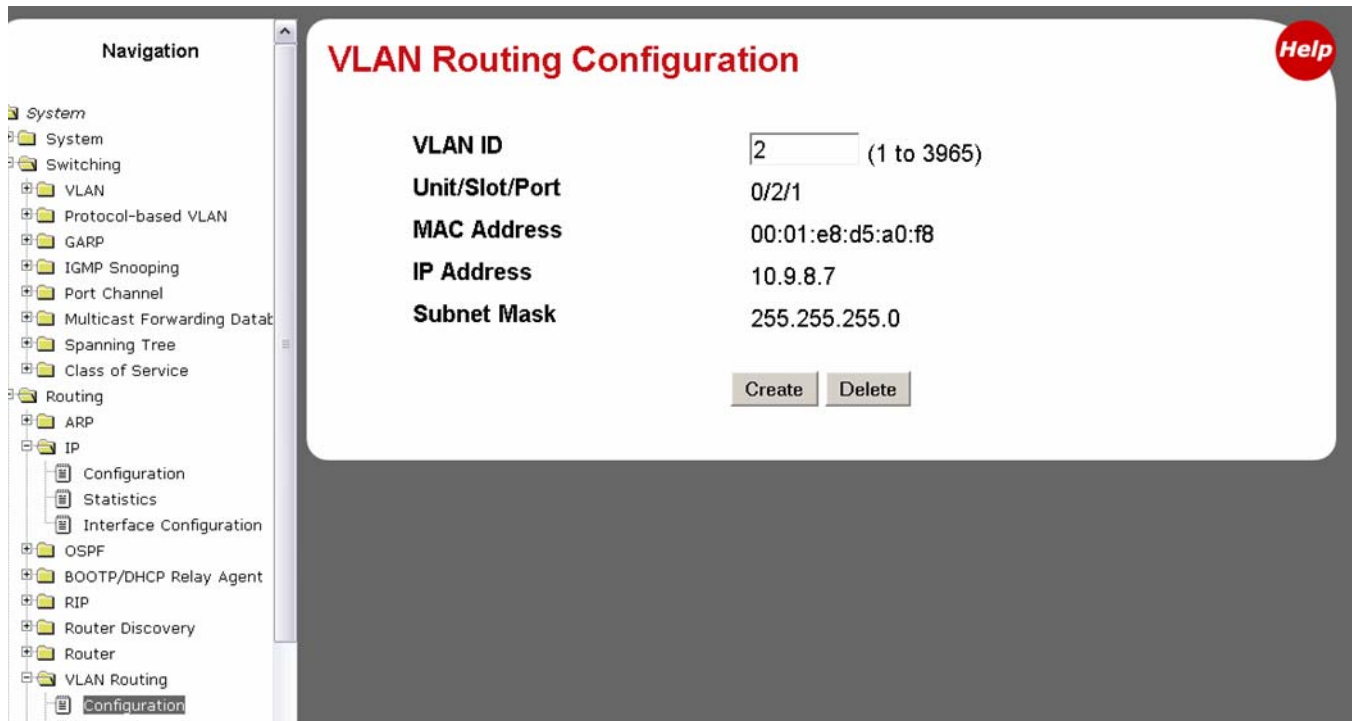 Navigation
System
System
Switching
VLAN
Protocol-based VLAN
GARP
IGMP Snooping
Port Channel
Multicast Forwarding Datab
Spanning Tree
Class of Service
Routing
ARP
IP
Configuration
Statistics
Interface Configuration
OSPF
BOOTP/DHCP Relay Agent
RIP
Router Discovery
Router
VLAN Routing
Configuration
VLAN Routing Configuration
Help
VLAN ID 2 (1 to 3965)
Unit/Slot/Port 0/2/1
MAC Address 00:01:e8:d5:a0:f8
IP Address 10.9.8.7
Subnet Mask 255.255.255.0
Create Delete